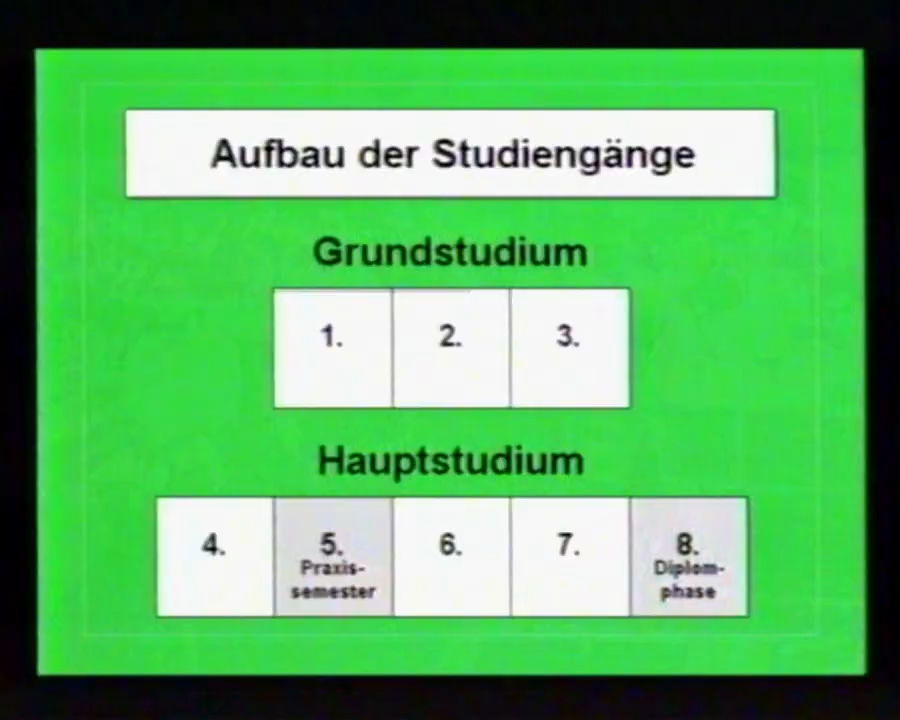 Aufbau der Studiengänge
Grundstudium
1. 2. 3.
Hauptstudium
4. 5. 6. 7. 8.
Praxis- Diplom-
semester phase